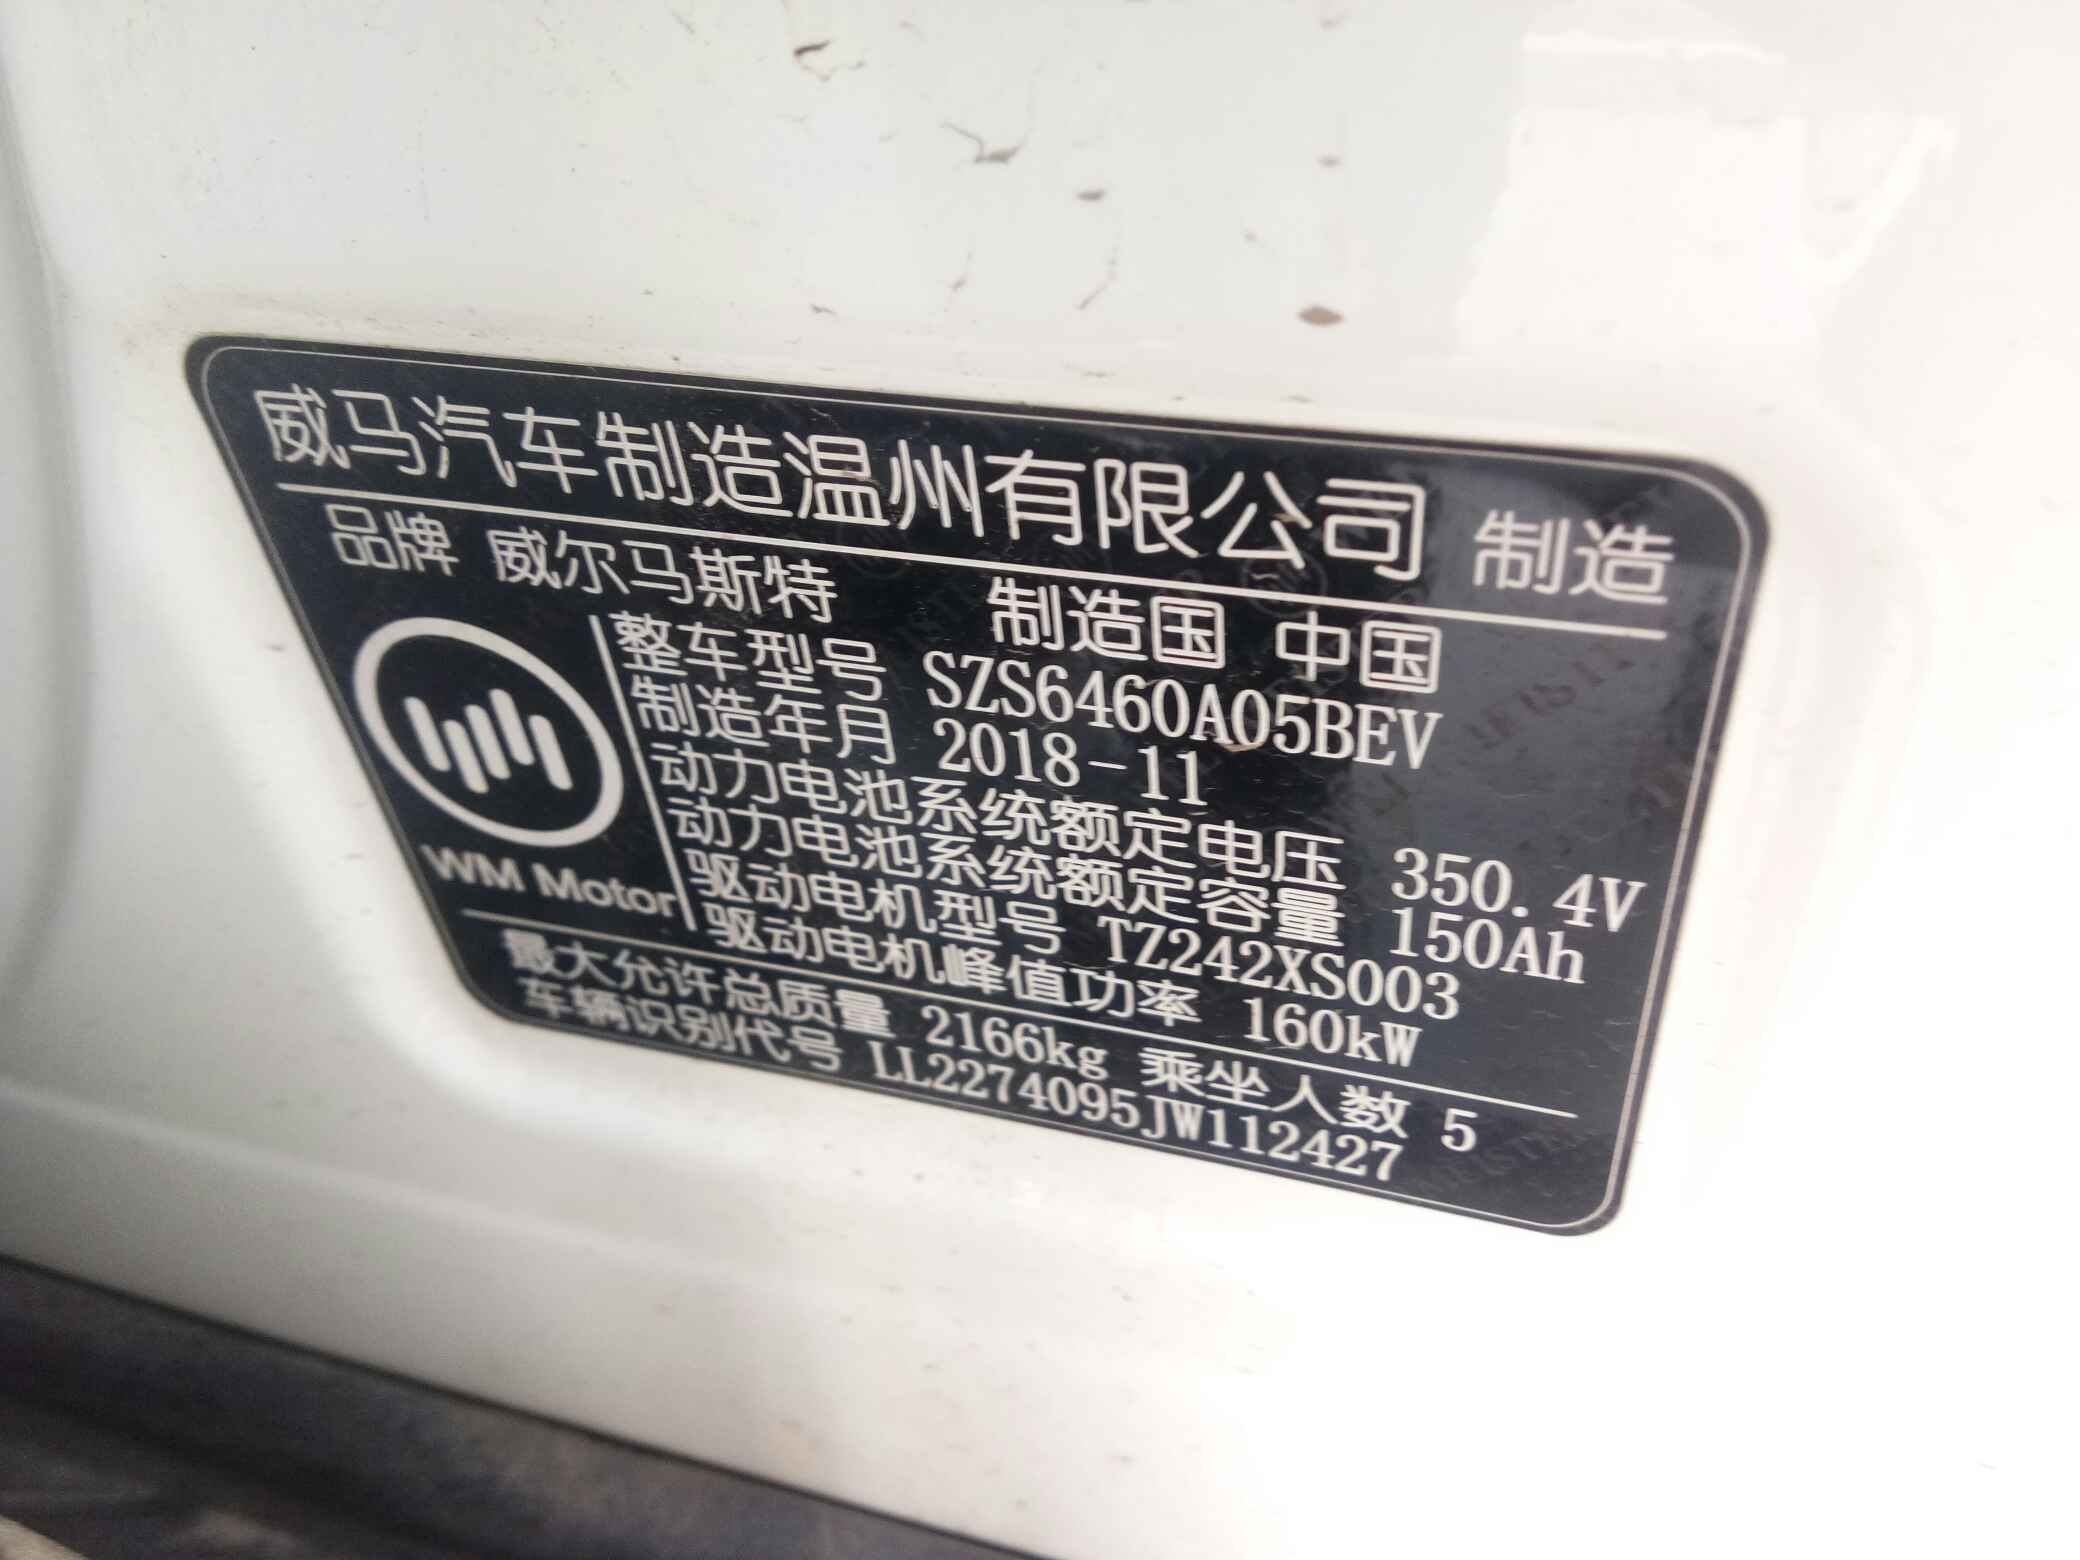 威马汽车制造温州有限公司 制造
品牌 威尔马斯特 制造国 中国
整车型号 SZS6460A05BEV
制造年月 2018-11
动力电池系统额定电压 350.4V
动力电池系统额定容量 150Ah
驱动电机型号 TZ242XS003
驱动电机峰值功率 160kW
WM Motor
最大允许总质量 2166kg 乘坐人数 5
车辆识别代号 LL2274095JW112427